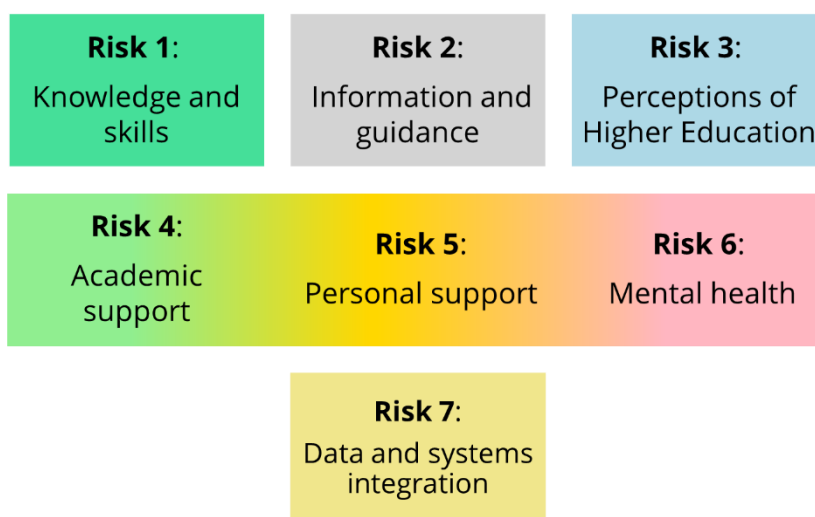 Risk 1:
Knowledge and
skills
Risk 2:
Information and
guidance
Risk 3:
Perceptions of
Higher Education
Risk 4:
Academic
support
Risk 5:
Personal support
Risk 6:
Mental health
Risk 7:
Data and systems
integration